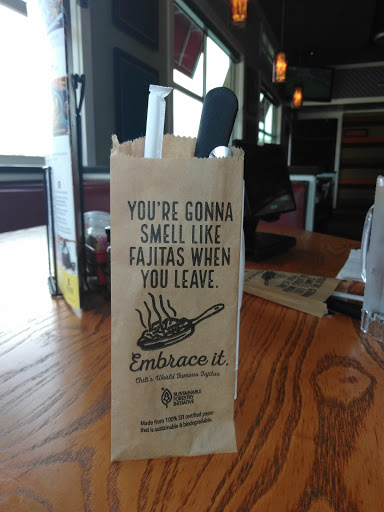 YOU'RE GONNA
SMELL LIKE
FAJITAS WHEN
YOU LEAVE.
Embrace it.
Chili's World Famous Fajitas
SUSTAINABLE
FORESTRY
INITIATIVE
Made from 100% SFI certified paper
that is sustainable & biodegradable.